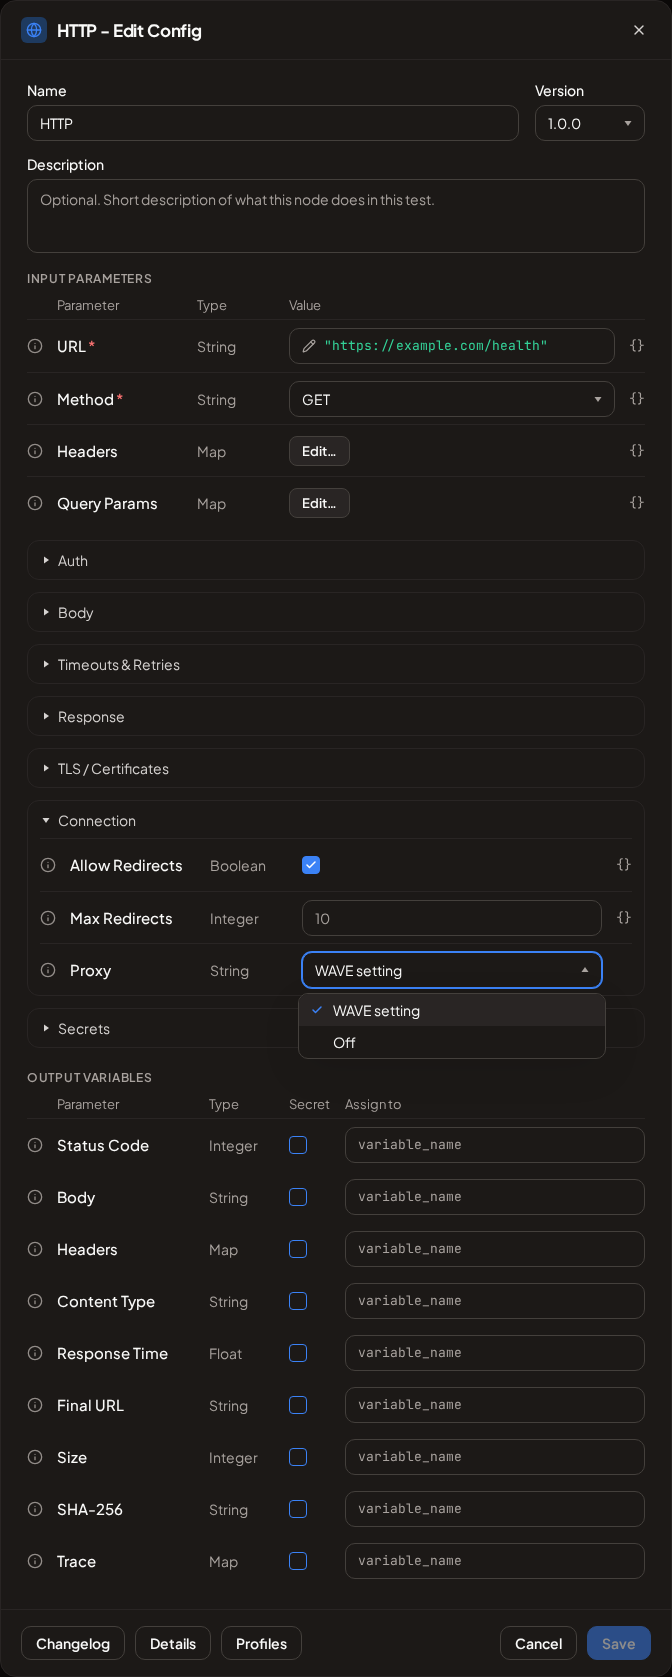 HTTP - Edit Config
Name
Version
HTTP
1.0.0
Description
Optional. Short description of what this node does in this test.
INPUT PARAMETERS
Parameter Type Value
URL * String "https://example.com/health" {}
Method * String GET {}
Headers Map Edit... {}
Query Params Map Edit... {}
Auth
Body
Timeouts & Retries
Response
TLS / Certificates
Connection
Allow Redirects Boolean {}
Max Redirects Integer 10 {}
Proxy String WAVE setting
WAVE setting
Secrets
Off
OUTPUT VARIABLES
Parameter Type Secret Assign to
Status Code Integer variable_name
Body String variable_name
Headers Map variable_name
Content Type String variable_name
Response Time Float variable_name
Final URL String variable_name
Size Integer variable_name
SHA-256 String variable_name
Trace Map variable_name
Changelog Details Profiles Cancel Save